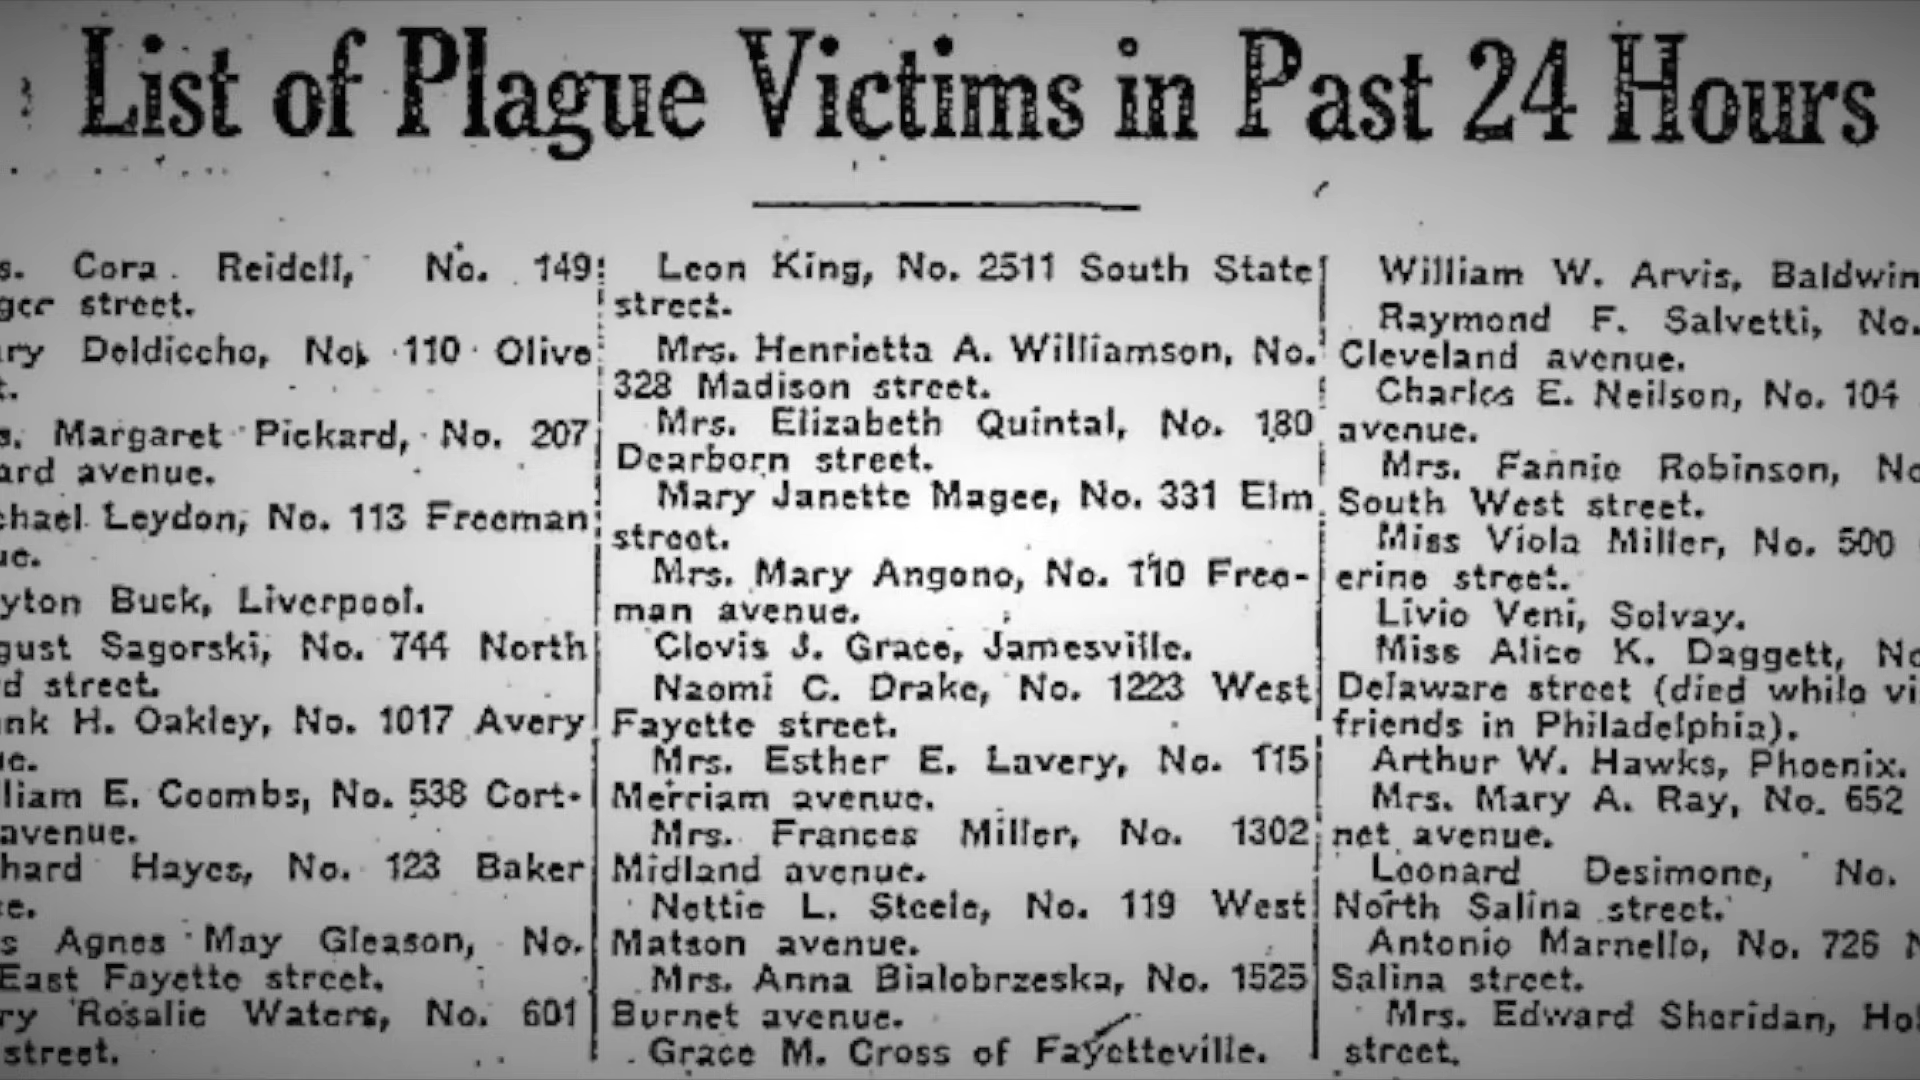 List of Plague Victims in Past 24 Hours
s. Cora Reidell, No. 149
ger street.
ry Deldiccho, No. 110 Olive
t.
s. Margaret Pickard, No. 207
ard avenue.
chael Leydon, No. 113 Freeman
ue.
yton Buck, Liverpool.
gust Sagorski, No. 744 North
d street.
nk H. Oakley, No. 1017 Avery
ue.
liam E. Coombs, No. 538 Cort-
avenue.
hard Hayes, No. 123 Baker
ce.
s Agnes May Gleason, No.
East Fayette street.
ry Rosalie Waters, No. 601
street.
Leon King, No. 2511 South State
street.
Mrs. Henrietta A. Williamson, No.
328 Madison street.
Mrs. Elizabeth Quintal, No. 180
Dearborn street.
Mary Janette Magee, No. 331 Elm
street.
Mrs. Mary Angono, No. 110 Free-
man avenue.
Clovis J. Grace, Jamesville.
Naomi C. Drake, No. 1223 West
Fayette street.
Mrs. Esther E. Lavery, No. 115
Merriam avenue.
Mrs. Frances Miller, No. 1302
Midland avenue.
Nettie L. Steele, No. 119 West
Matson avenue.
Mrs. Anna Bialobrzeska, No. 1525
Burnet avenue.
Grace M. Cross of Fayetteville.
William W. Arvis, Baldwin
Raymond F. Salvetti, No.
Cleveland avenue.
Charles E. Neilson, No. 104
avenue.
Mrs. Fannie Robinson, No
South West street.
Miss Viola Miller, No. 500
erine street.
Livio Veni, Solvay.
Miss Alice K. Daggett, No
Delaware street (died while vi
friends in Philadelphia).
Arthur W. Hawks, Phoenix.
Mrs. Mary A. Ray, No. 652
net avenue.
Leonard Desimone, No.
North Salina street.
Antonio Marnello, No. 726 N
Salina street.
Mrs. Edward Sheridan, Hol
street.